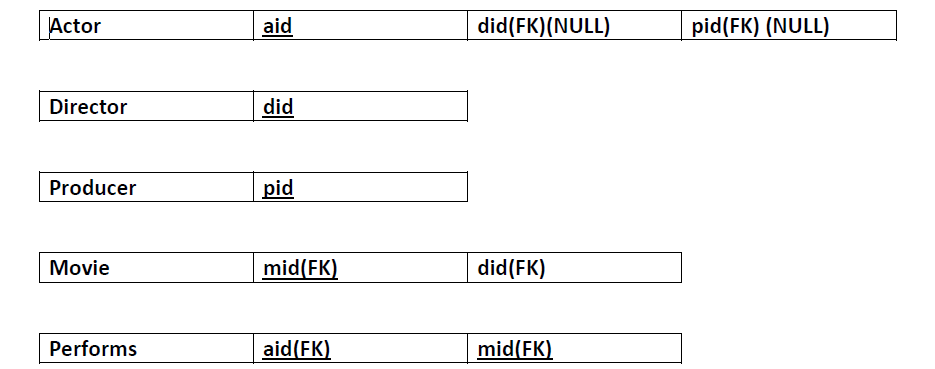 Actor aid did(FK)(NULL) pid(FK) (NULL)
Director did
Producer pid
Movie mid(FK) did(FK)
Performs aid(FK) mid(FK)